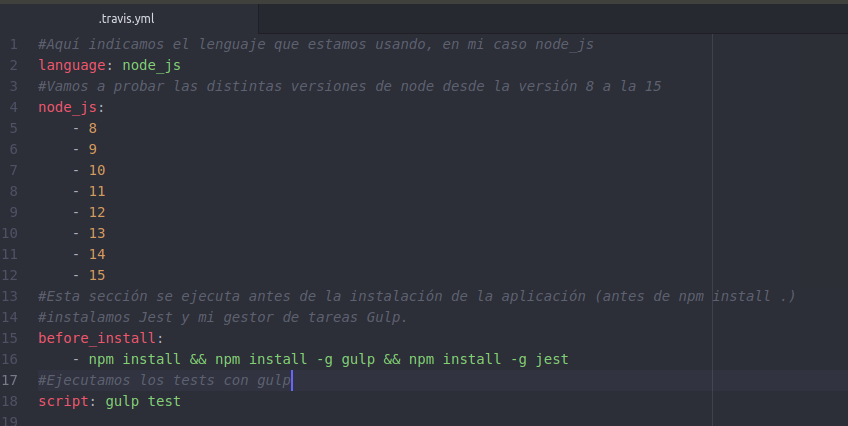 .travis.yml
1 #Aquí indicamos el lenguaje que estamos usando, en mi caso node_js
2 language: node_js
3 #Vamos a probar las distintas versiones de node desde la versión 8 a la 15
4 node_js:
5     - 8
6     - 9
7     - 10
8     - 11
9     - 12
10     - 13
11     - 14
12     - 15
13 #Esta sección se ejecuta antes de la instalación de la aplicación (antes de npm install .)
14 #instalamos Jest y mi gestor de tareas Gulp.
15 before_install:
16     - npm install && npm install -g gulp && npm install -g jest
17 #Ejecutamos los tests con gulp
18 script: gulp test
19